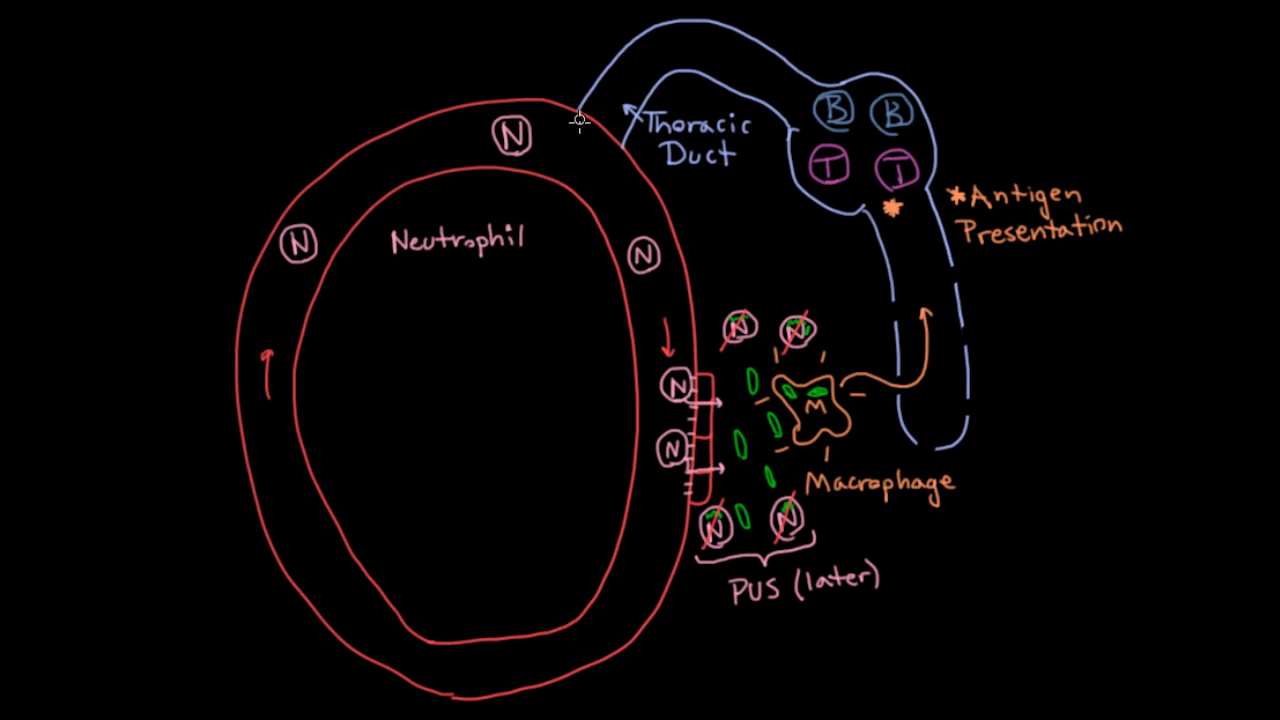 B B
Thoracic
Duct
T T
N
*Antigen
Presentation
Neutrophil
N
N
N N
N
M
N
Macrophage
N N
PUS (later)